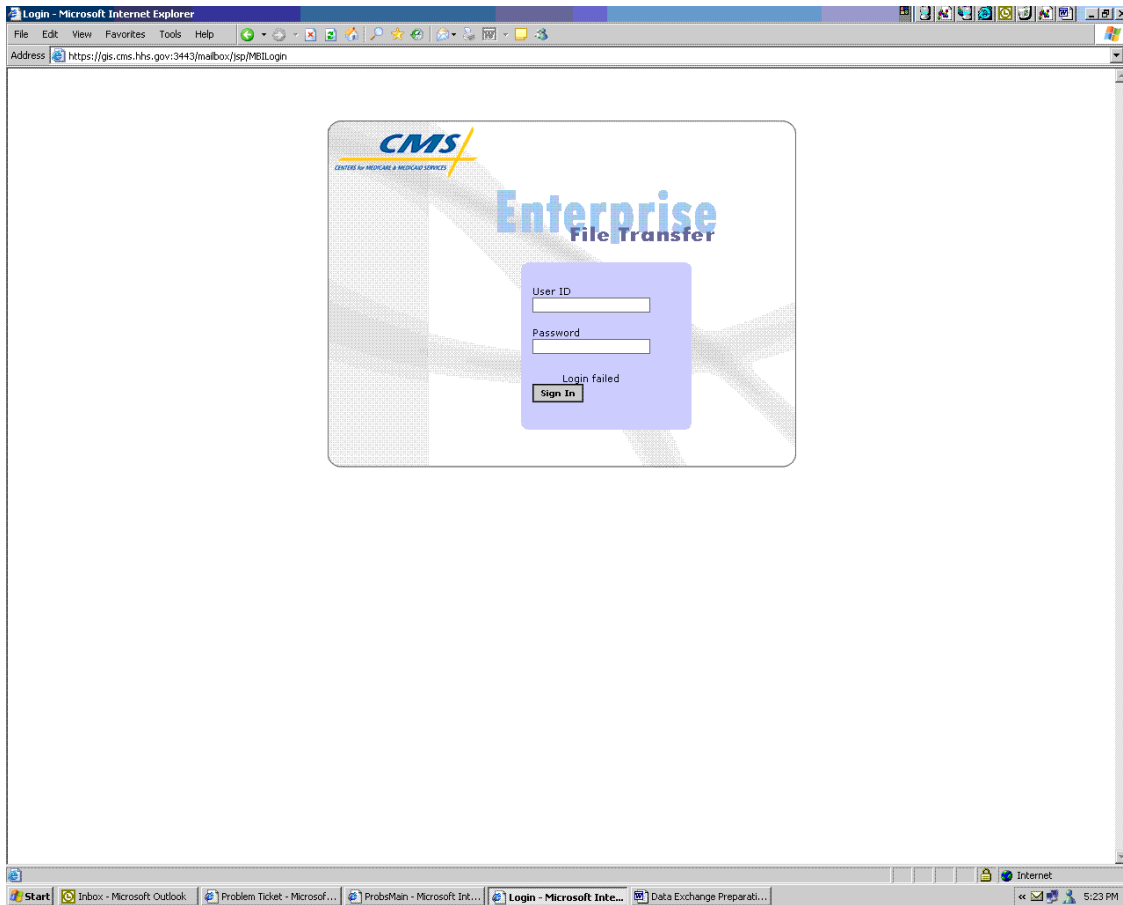 Login - Microsoft Internet Explorer
File Edit View Favorites Tools Help
Address https://gis.cms.hhs.gov:3443/mailbox/jsp/MBILogin
CMS
CENTERS for MEDICARE & MEDICAID SERVICES
Enterprise
File Transfer
User ID
Password
Login failed
Sign In
Internet
Start Inbox - Microsoft Outlook Problem Ticket - Microsof... ProbsMain - Microsoft Int... Login - Microsoft Inte... Data Exchange Preparati... « 5:23 PM